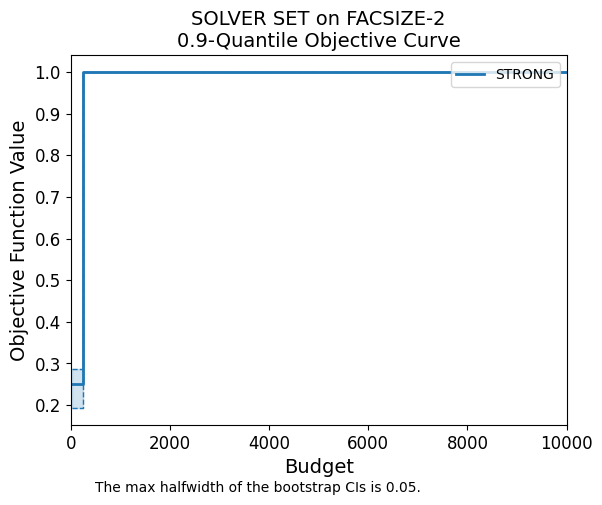 SOLVER SET on FACSIZE-2
0.9-Quantile Objective Curve
STRONG
Objective Function Value
1.0
0.9
0.8
0.7
0.6
0.5
0.4
0.3
0.2
0 2000 4000 6000 8000 10000
Budget
The max halfwidth of the bootstrap CIs is 0.05.